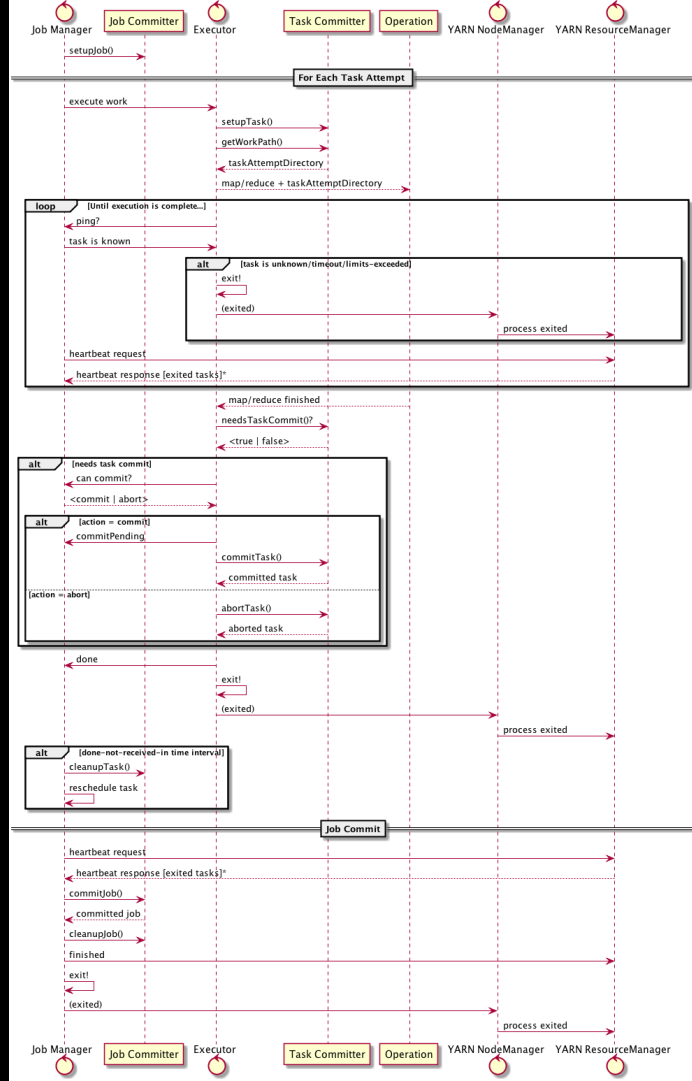 Job Manager Job Committer Executor Task Committer Operation YARN NodeManager YARN ResourceManager
setupJob()
For Each Task Attempt
execute work
setupTask()
getWorkPath()
taskAttemptDirectory
map/reduce + taskAttemptDirectory
loop [Until execution is complete...]
ping?
task is known
alt [task is unknown/timeout/limits-exceeded]
exit!
(exited)
process exited
heartbeat request
heartbeat response [exited tasks]*
map/reduce finished
needsTaskCommit()?
<true | false>
alt [needs task commit]
can commit?
<commit | abort>
alt [action = commit]
commitPending
commitTask()
committed task
[action = abort]
abortTask()
aborted task
done
exit!
(exited)
process exited
alt [done-not-received-in time interval]
cleanupTask()
reschedule task
Job Commit
heartbeat request
heartbeat response [exited tasks]*
commitJob()
committed job
cleanupJob()
finished
exit!
(exited)
process exited
Job Manager Job Committer Executor Task Committer Operation YARN NodeManager YARN ResourceManager